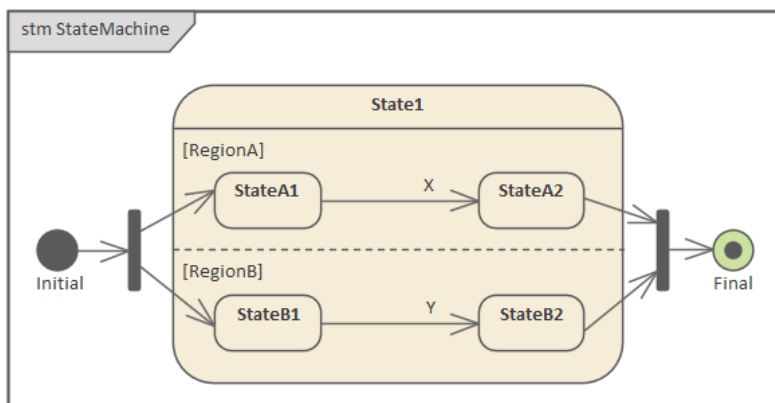 stm StateMachine
State1
[RegionA]
StateA1
X
StateA2
Initial
[RegionB]
StateB1
Y
StateB2
Final